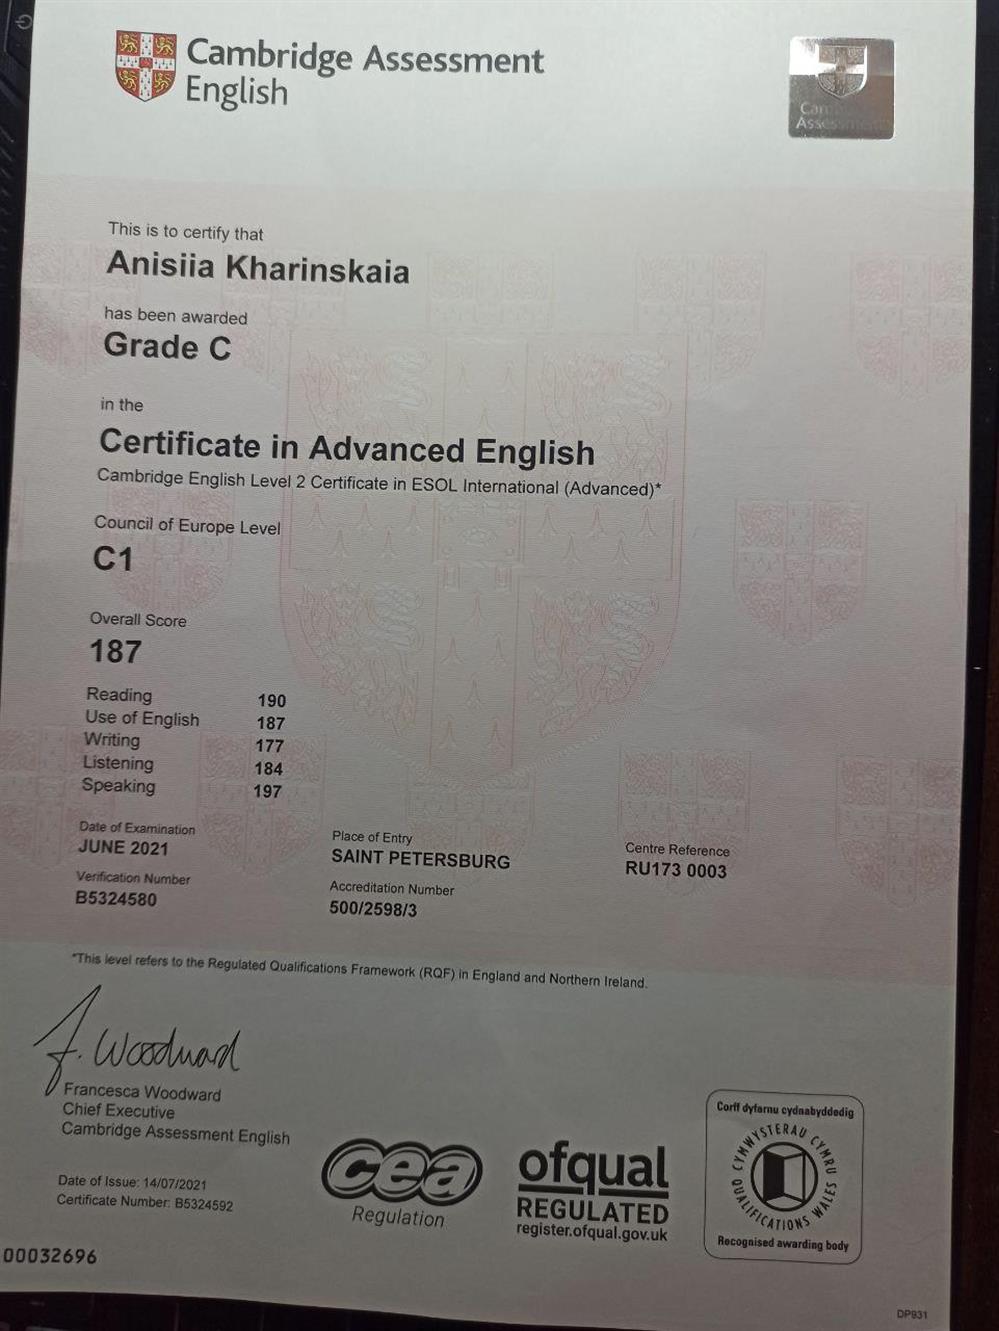 Cambridge Assessment
English
Cam
Assessment
This is to certify that
Anisiia Kharinskaia
has been awarded
Grade C
in the
Certificate in Advanced English
Cambridge English Level 2 Certificate in ESOL International (Advanced)*
Council of Europe Level
C1
Overall Score
187
Reading 190
Use of English 187
Writing 177
Listening 184
Speaking 197
Date of Examination
JUNE 2021
Place of Entry
SAINT PETERSBURG
Centre Reference
RU173 0003
Verification Number
B5324580
Accreditation Number
500/2598/3
*This level refers to the Regulated Qualifications Framework (RQF) in England and Northern Ireland.
F. Woodward
Francesca Woodward
Chief Executive
Cambridge Assessment English
Date of Issue: 14/07/2021
Certificate Number: B5324592
00032696
cea
Regulation
ofqual
REGULATED
register.ofqual.gov.uk
Corff dyfarnu cydnabyddedig
CYMWYSTERAU CYMRU
QUALIFICATIONS WALES
Recognised awarding body
DP931